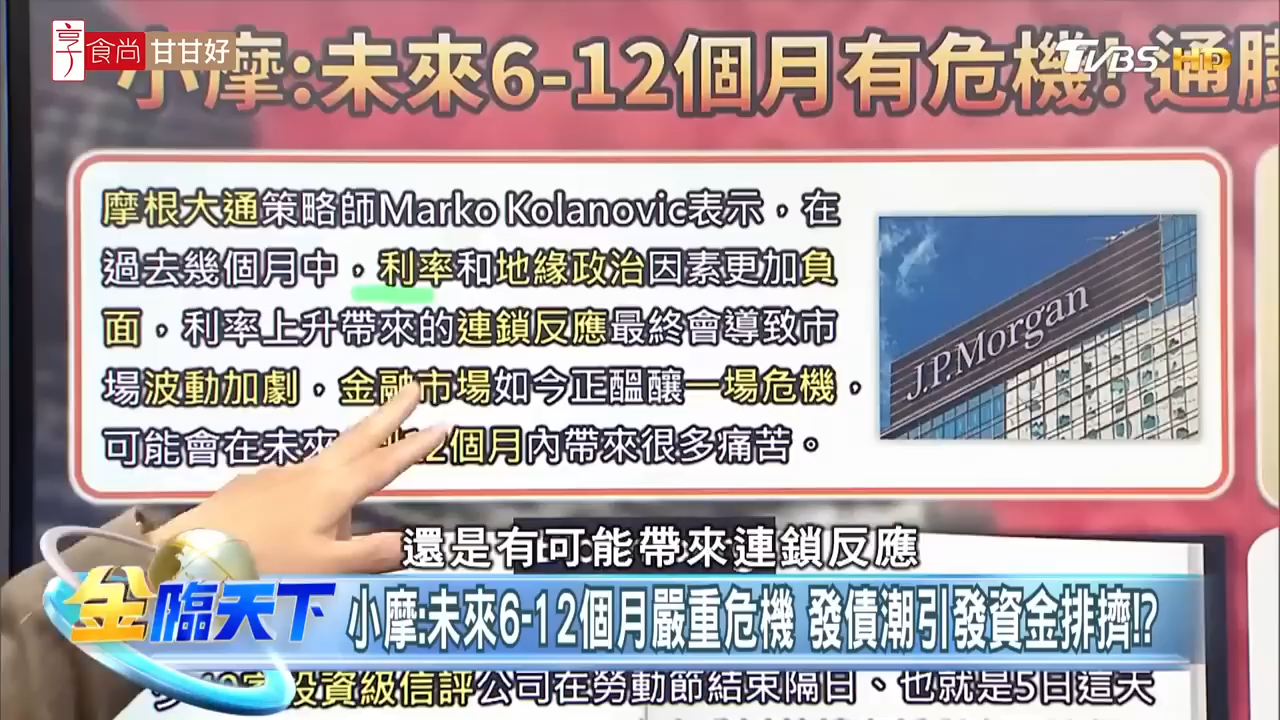 享食尚 甘甘好
TVBS HD
小摩:未來6-12個月有危機!通膨
摩根大通策略師Marko Kolanovic表示，在
過去幾個月中，利率和地緣政治因素更加負
面，利率上升帶來的連鎖反應最終會導致市
場波動加劇，金融市場如今正醞釀一場危機，
可能會在未來 12個月內帶來很多痛苦。
J.P.Morgan
還是有可能帶來連鎖反應
金臨天下
小摩:未來6-12個月嚴重危機 發債潮引發資金排擠!?
投資級信評公司在勞動節結束隔日、也就是5日這天